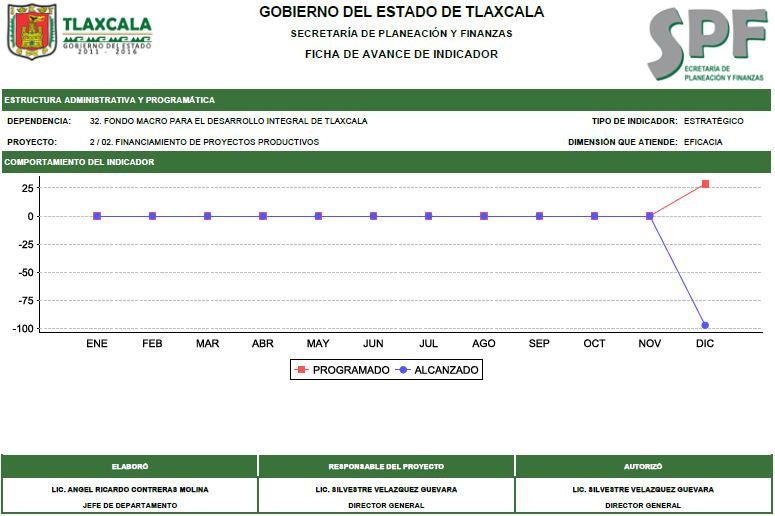 TLAXCALA
GOBIERNO DEL ESTADO
2011 - 2016
GOBIERNO DEL ESTADO DE TLAXCALA
SECRETARÍA DE PLANEACIÓN Y FINANZAS
FICHA DE AVANCE DE INDICADOR
SPF
ECRETARÍA DE
PLANEACIÓN Y FINANZAS
ESTRUCTURA ADMINISTRATIVA Y PROGRAMÁTICA
DEPENDENCIA: 32. FONDO MACRO PARA EL DESARROLLO INTEGRAL DE TLAXCALA TIPO DE INDICADOR: ESTRATÉGICO
PROYECTO: 2 / 02. FINANCIAMIENTO DE PROYECTOS PRODUCTIVOS DIMENSIÓN QUE ATIENDE: EFICACIA
COMPORTAMIENTO DEL INDICADOR
25
0
-25
-50
-75
-100
ENE FEB MAR ABR MAY JUN JUL AGO SEP OCT NOV DIC
PROGRAMADO ALCANZADO
ELABORÓ RESPONSABLE DEL PROYECTO AUTORIZÓ
LIC. ANGEL RICARDO CONTRERAS MOLINA LIC. SILVESTRE VELAZQUEZ GUEVARA LIC. SILVESTRE VELAZQUEZ GUEVARA
JEFE DE DEPARTAMENTO DIRECTOR GENERAL DIRECTOR GENERAL